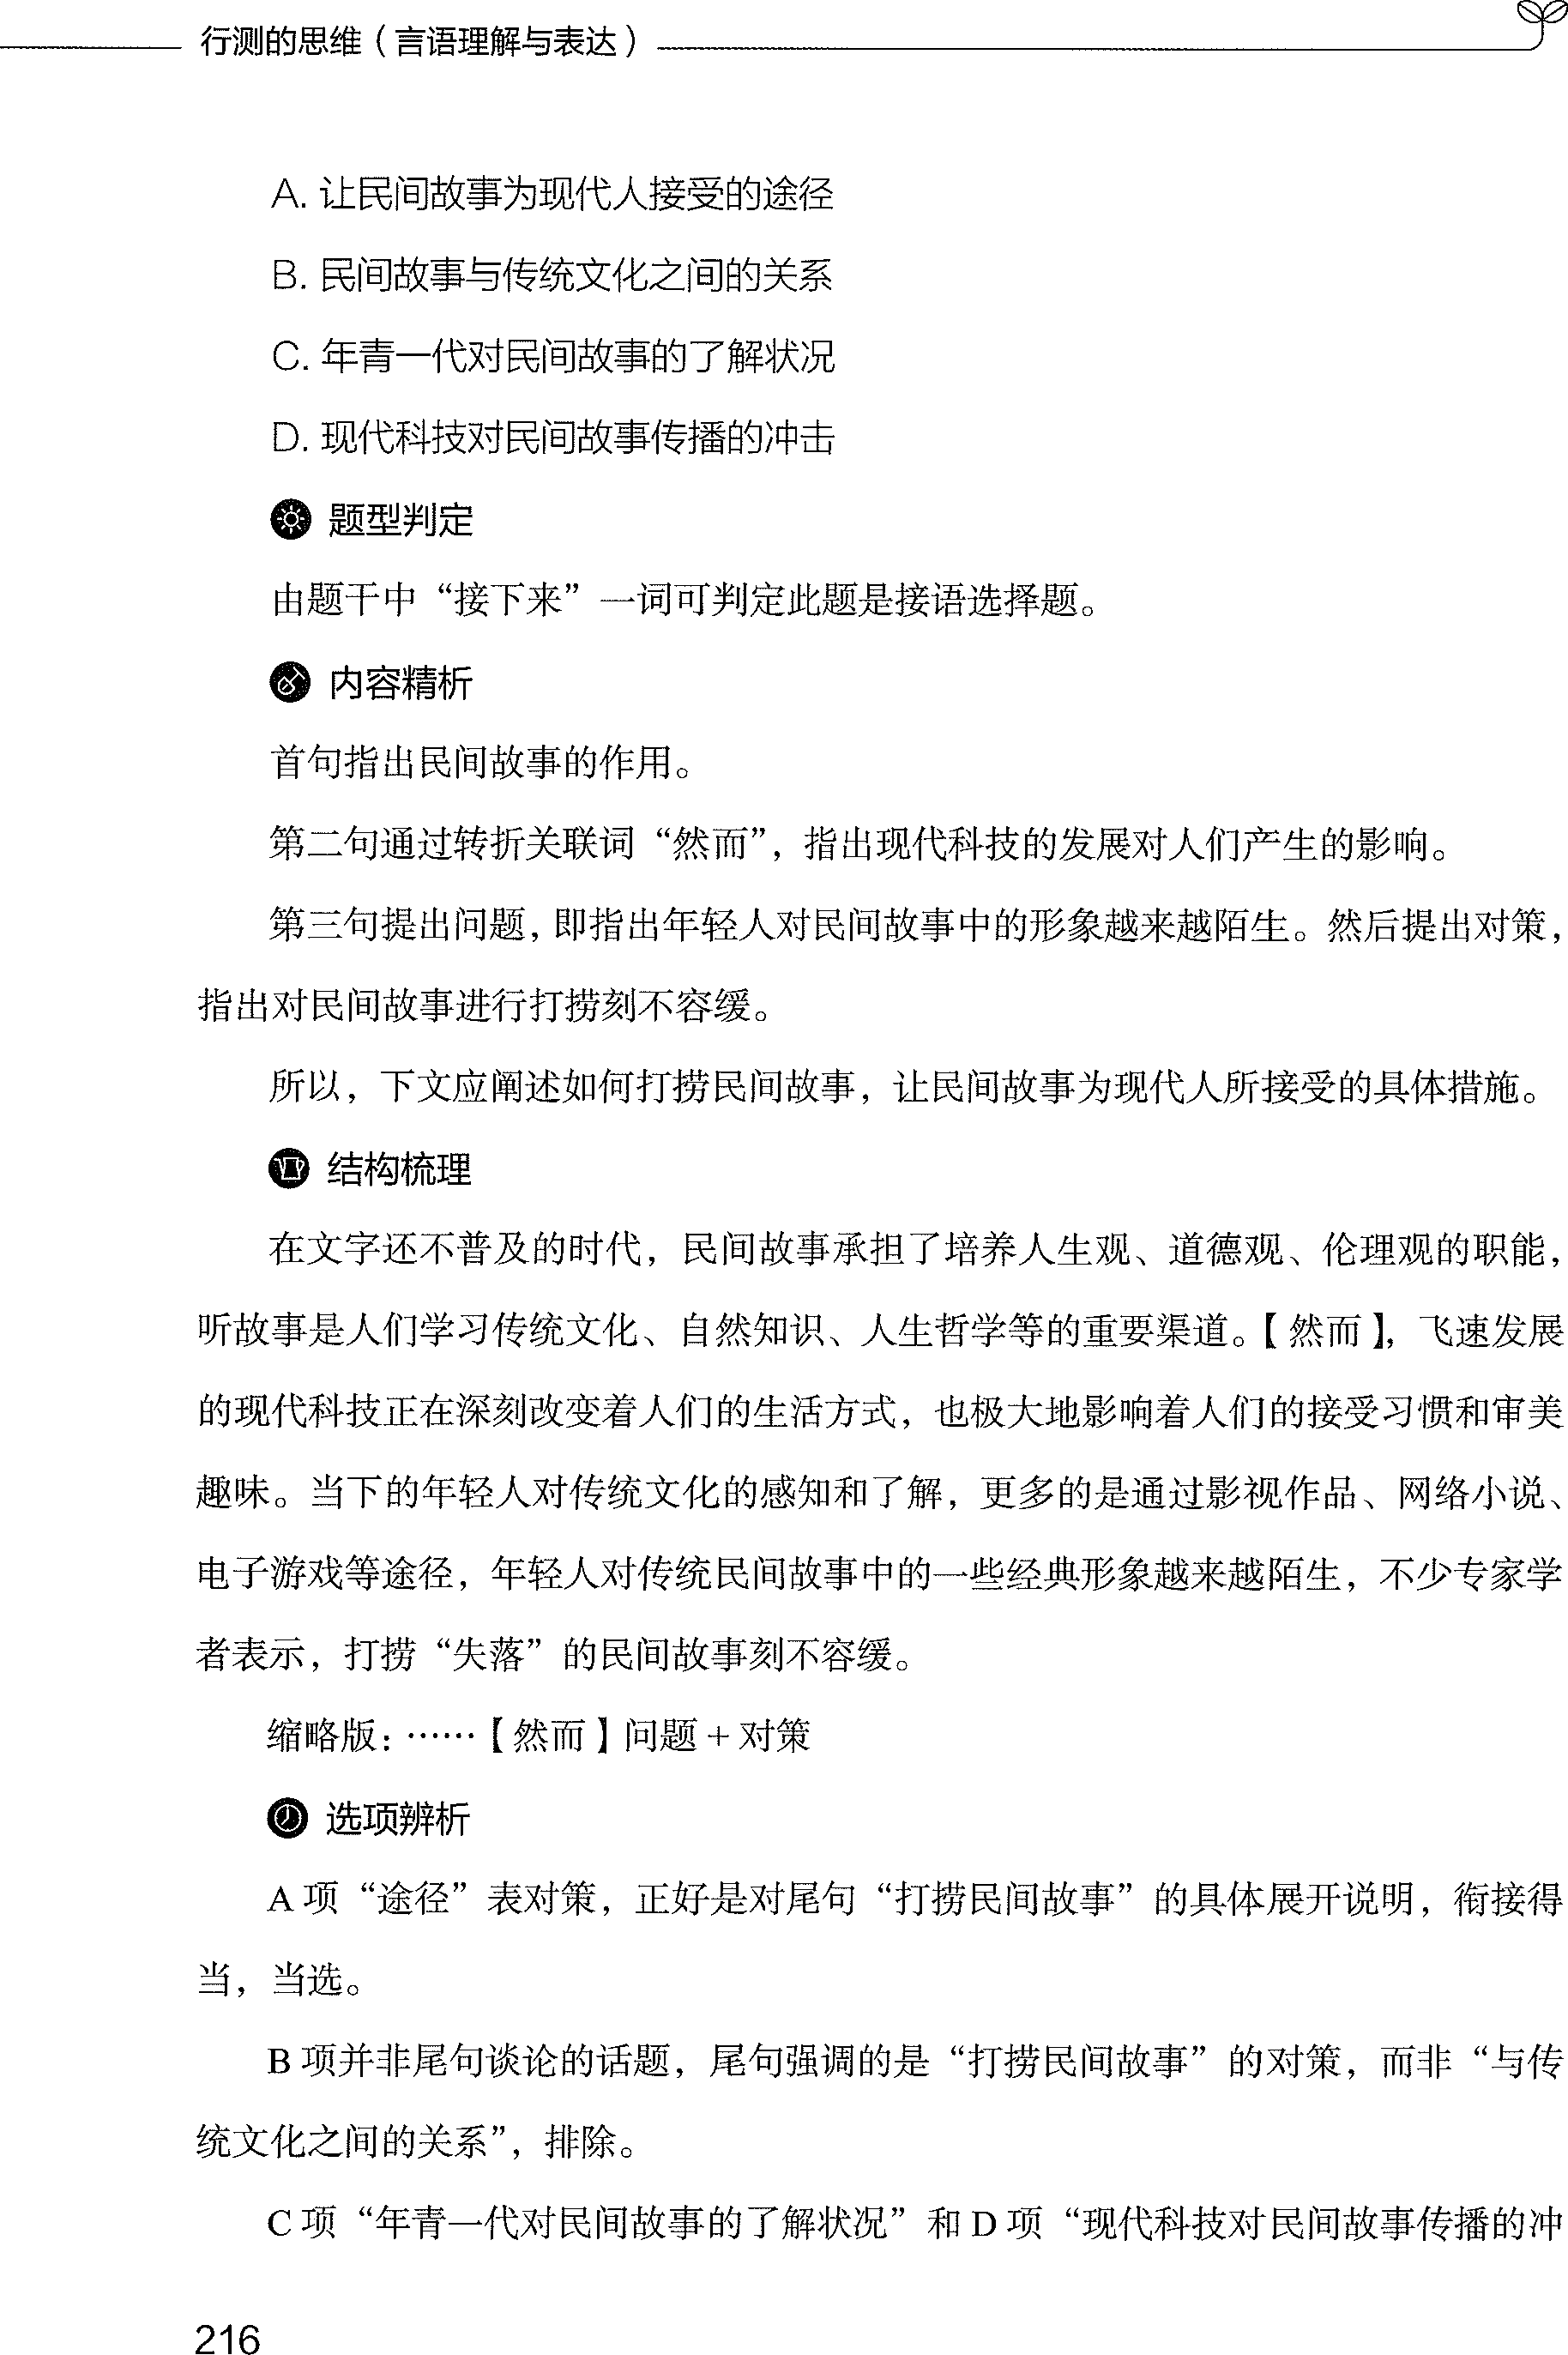 行测的思维（言语理解与表达）
A. 让民间故事为现代人接受的途径
B. 民间故事与传统文化之间的关系
C. 年青一代对民间故事的了解状况
D. 现代科技对民间故事传播的冲击
题型判定
由题干中“接下来”一词可判定此题是接语选择题。
内容精析
首句指出民间故事的作用。
第二句通过转折关联词“然而”，指出现代科技的发展对人们产生的影响。
第三句提出问题，即指出年轻人对民间故事中的形象越来越陌生。然后提出对策，
指出对民间故事进行打捞刻不容缓。
所以，下文应阐述如何打捞民间故事，让民间故事为现代人所接受的具体措施。
结构梳理
在文字还不普及的时代，民间故事承担了培养人生观、道德观、伦理观的职能，
听故事是人们学习传统文化、自然知识、人生哲学等的重要渠道。【然而】，飞速发展
的现代科技正在深刻改变着人们的生活方式，也极大地影响着人们的接受习惯和审美
趣味。当下的年轻人对传统文化的感知和了解，更多的是通过影视作品、网络小说、
电子游戏等途径，年轻人对传统民间故事中的一些经典形象越来越陌生，不少专家学
者表示，打捞“失落”的民间故事刻不容缓。
缩略版：……【然而】问题＋对策
选项辨析
A 项“途径”表对策，正好是对尾句“打捞民间故事”的具体展开说明，衔接得
当，当选。
B 项并非尾句谈论的话题，尾句强调的是“打捞民间故事”的对策，而非“与传
统文化之间的关系”，排除。
C 项“年青一代对民间故事的了解状况”和 D 项“现代科技对民间故事传播的冲
216